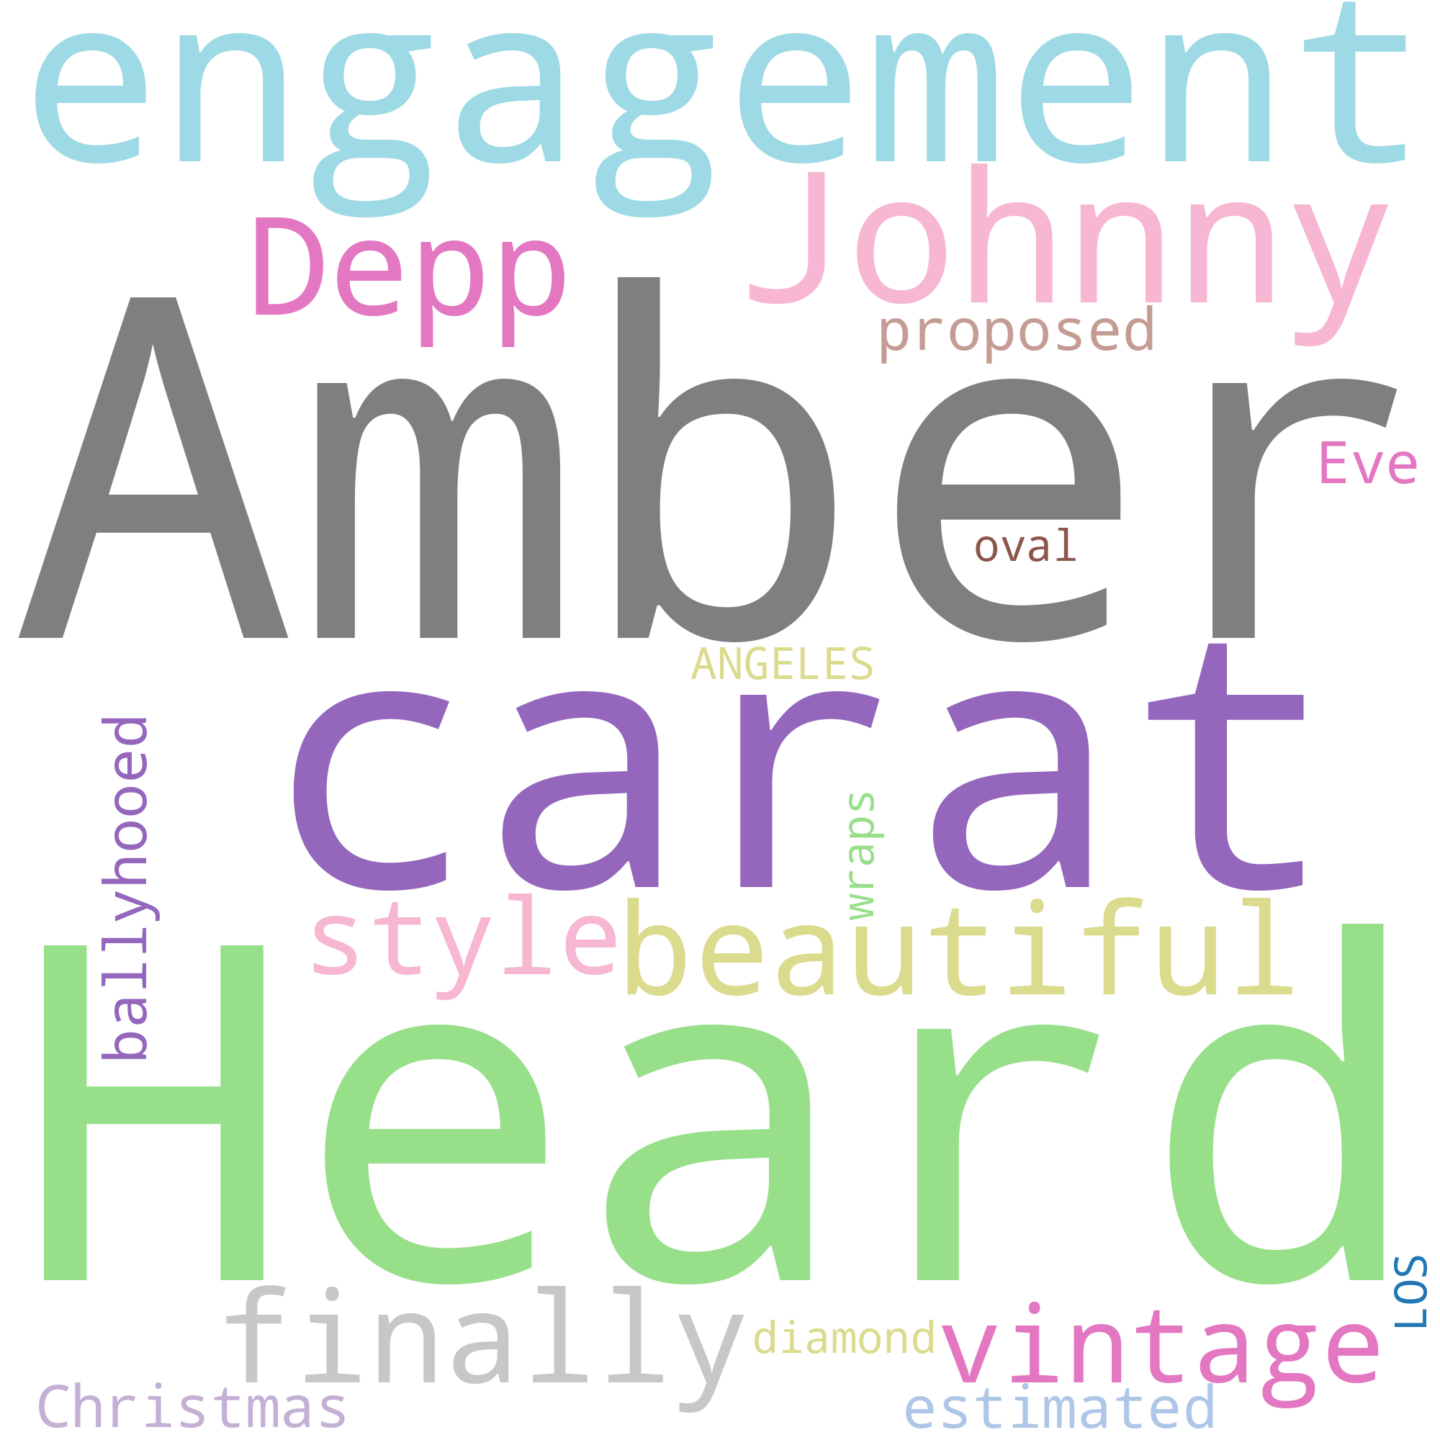 engagement
Depp
Johnny
proposed
Amber
Eve
oval
ANGELES
carat
ballyhooed
wraps
style
beautiful
Heard
LOS
finally
diamond
vintage
Christmas
estimated